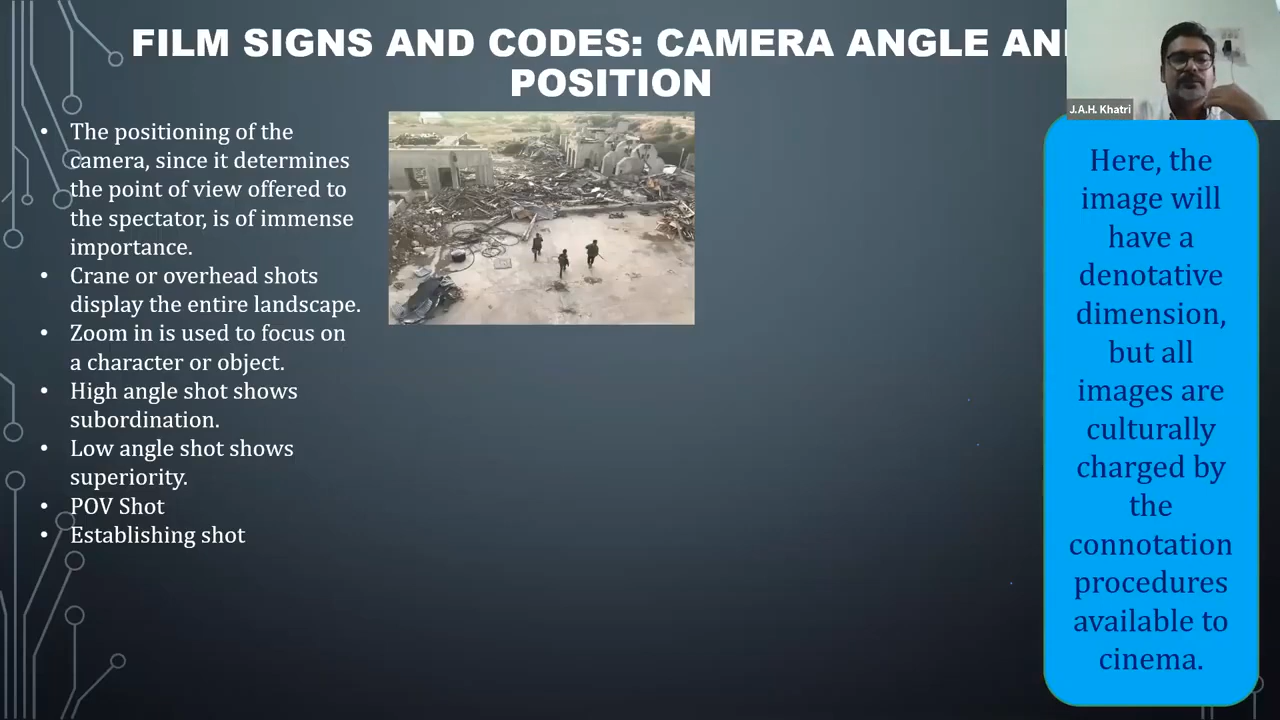 FILM SIGNS AND CODES: CAMERA ANGLE AN
POSITION
J.A.H. Khatri
• The positioning of the
camera, since it determines
the point of view offered to
the spectator, is of immense
importance.
• Crane or overhead shots
display the entire landscape.
• Zoom in is used to focus on
a character or object.
• High angle shot shows
subordination.
• Low angle shot shows
superiority.
• POV Shot
• Establishing shot
Here, the
image will
have a
denotative
dimension,
but all
images are
culturally
charged by
the
connotation
procedures
available to
cinema.